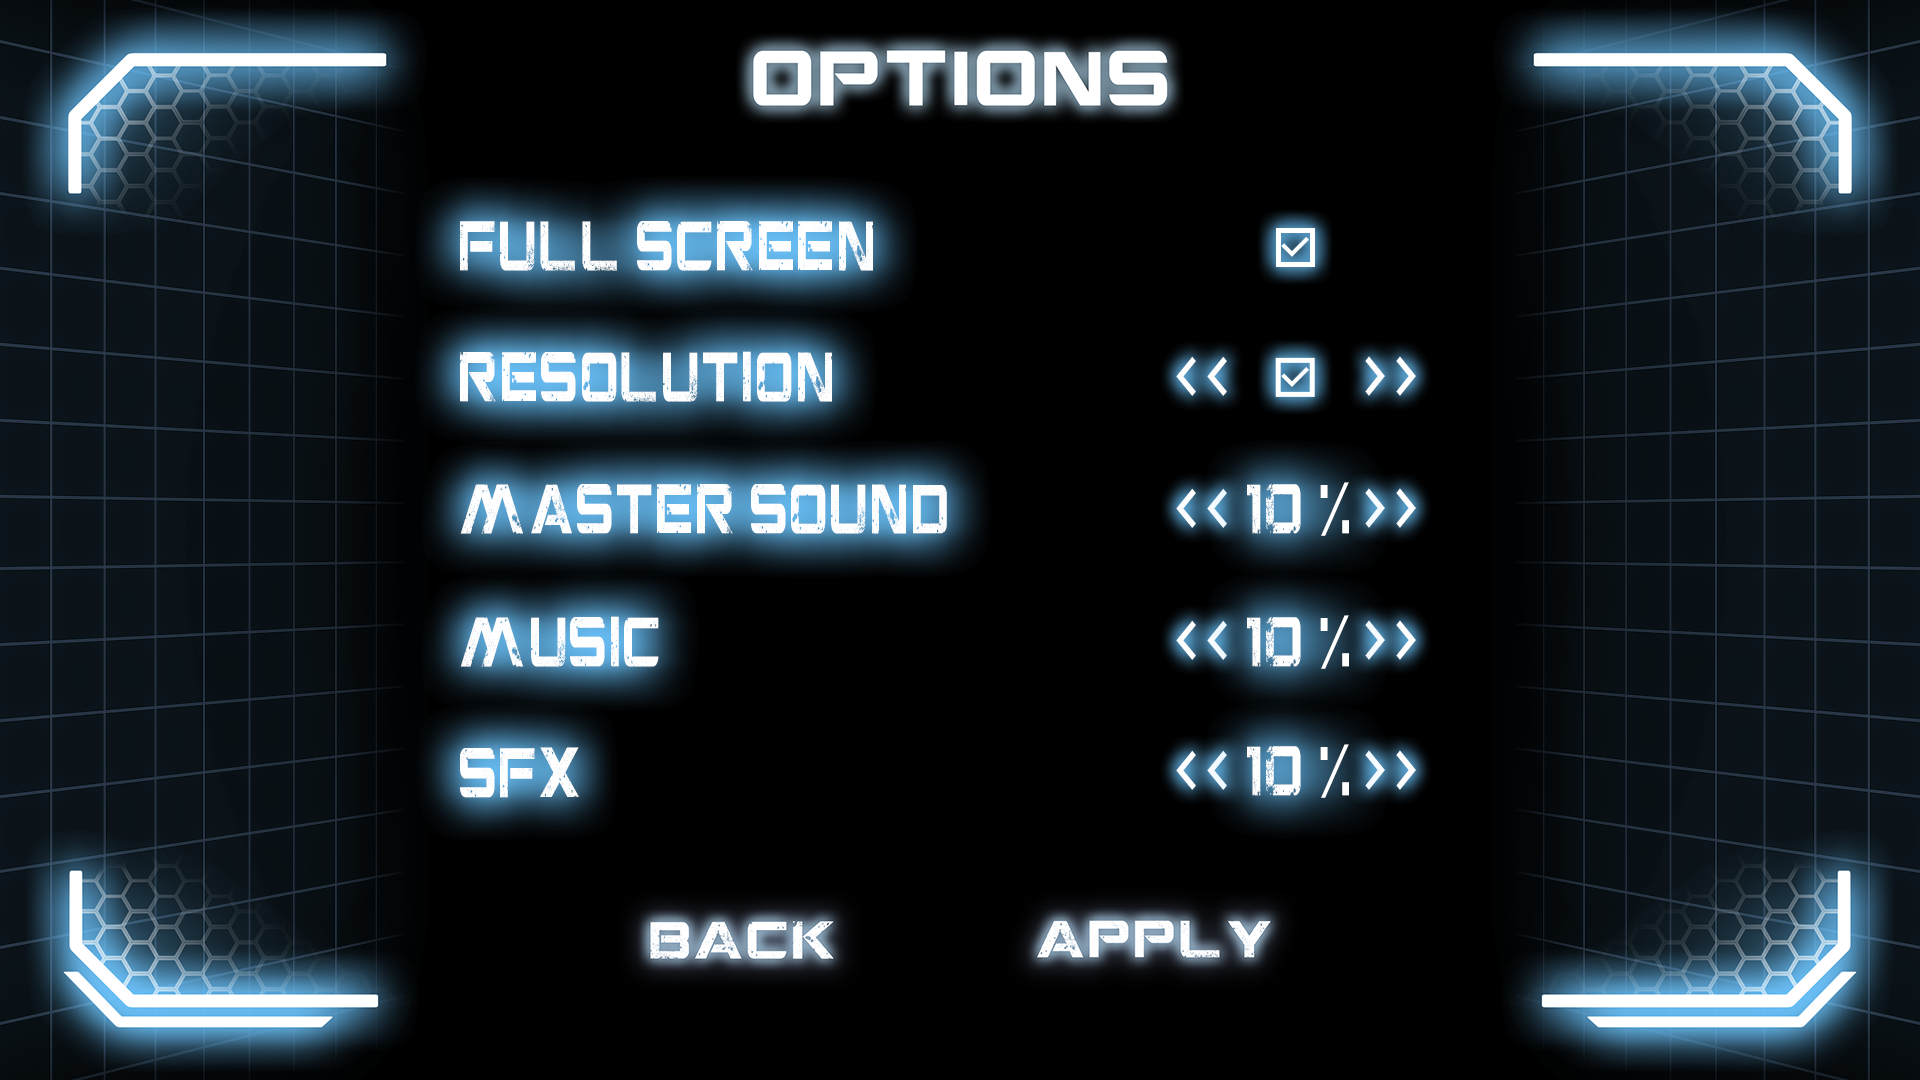 OPTIONS
FULL SCREEN
RESOLUTION << >>
MASTER SOUND << 10 % >>
MUSIC << 10 % >>
SFX << 10 % >>
BACK APPLY